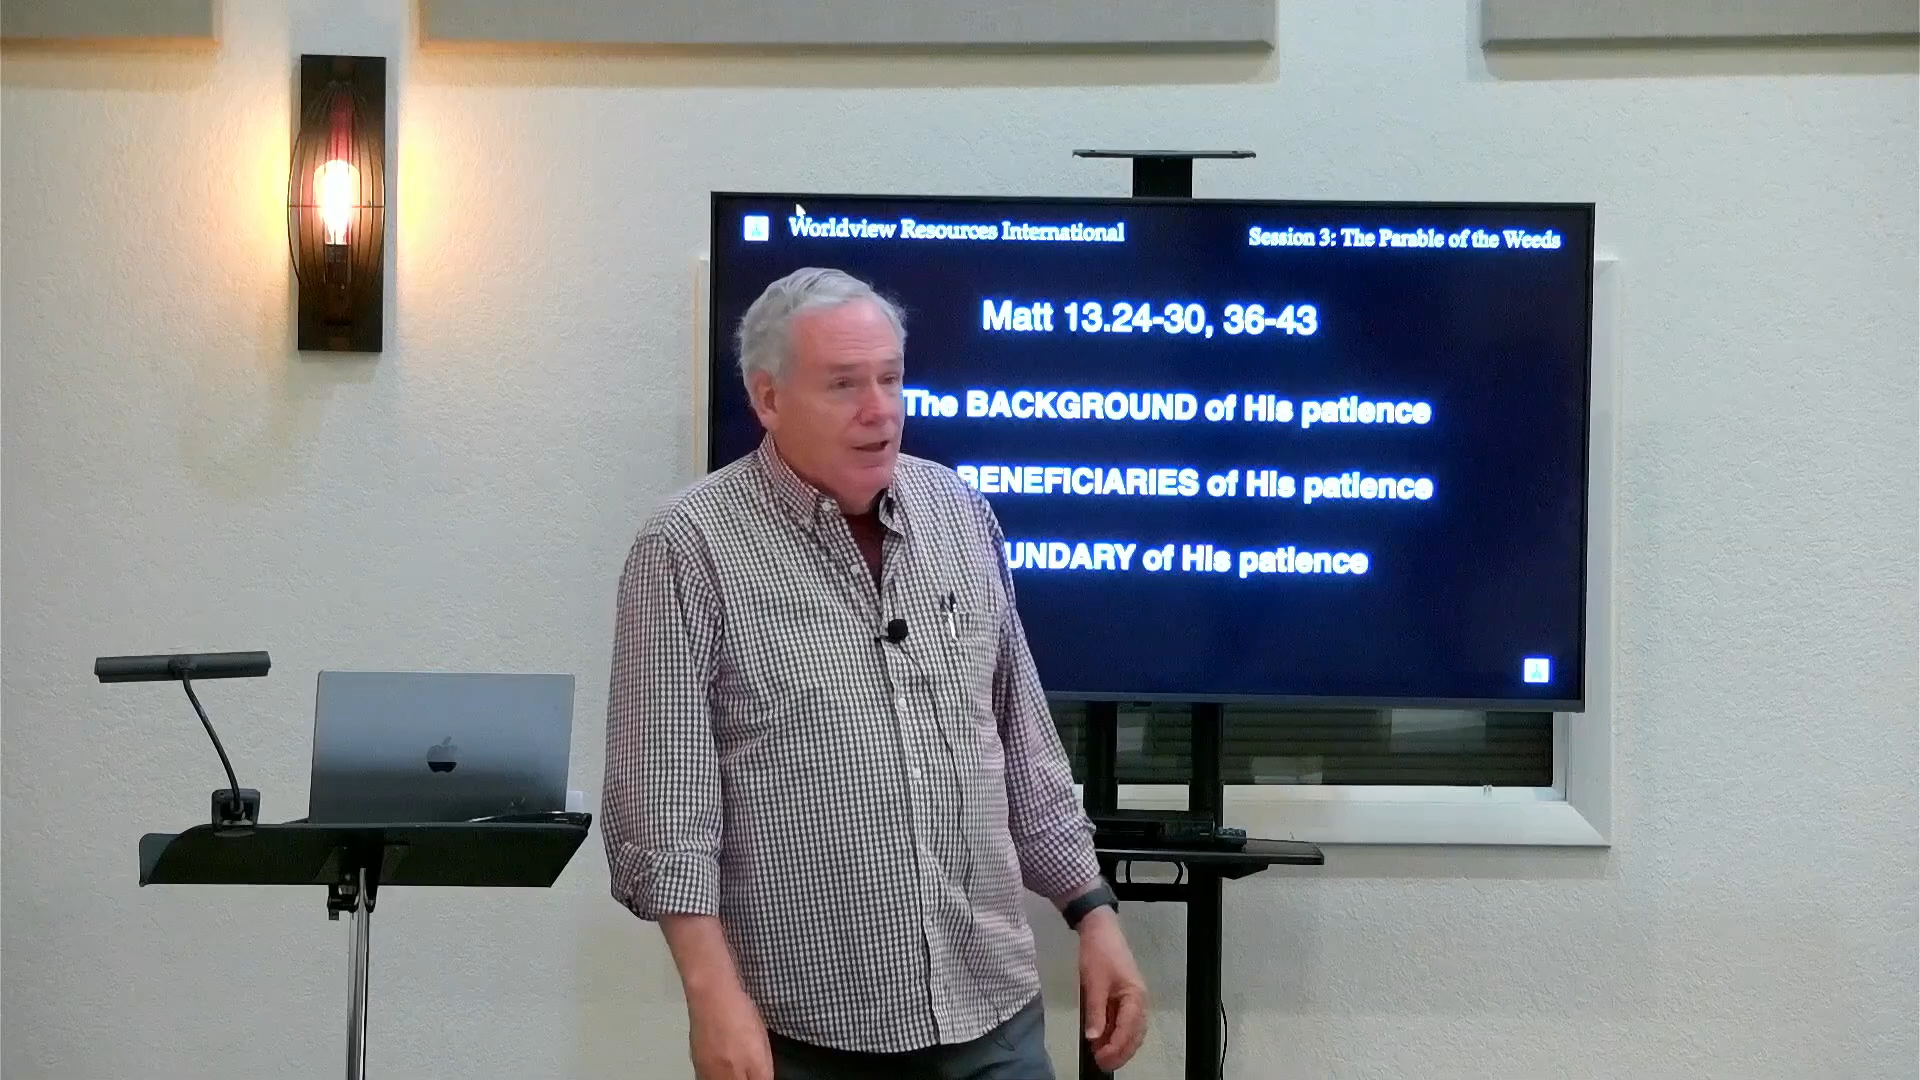 Worldview Resources International
Session 3: The Parable of the Weeds
Matt 13.24-30, 36-43
The BACKGROUND of His patience
BENEFICIARIES of His patience
of His patience